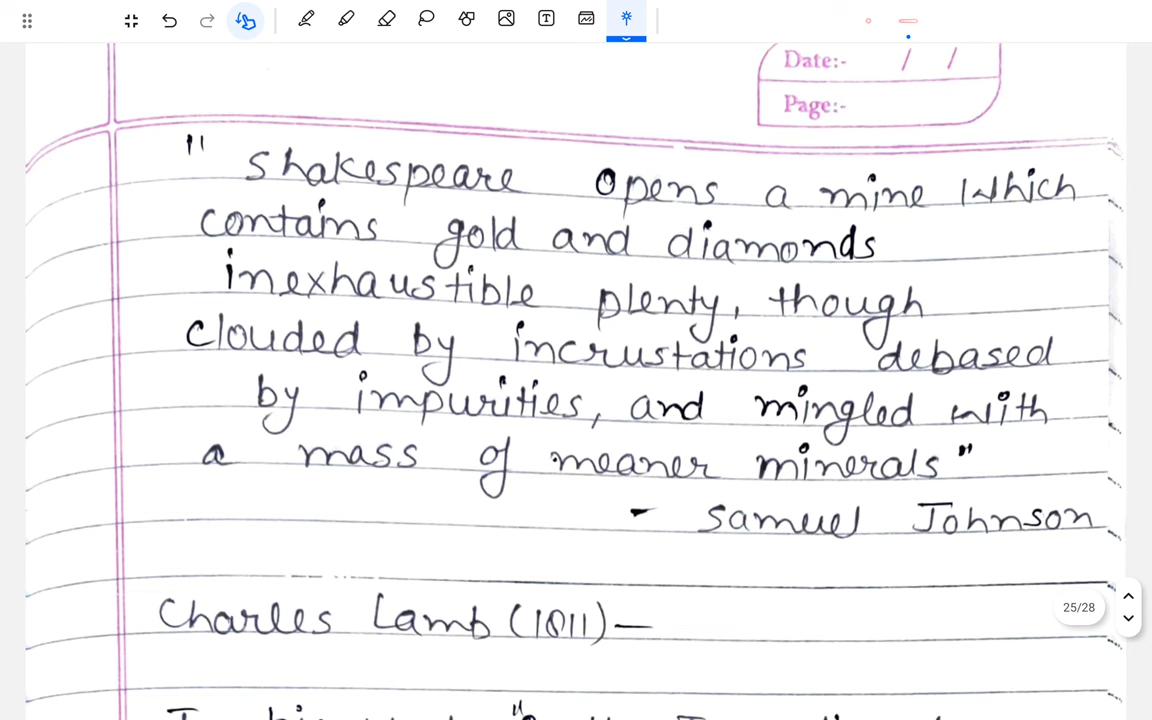 Date:- / /
Page:-
" Shakespeare Opens a mine which
contains gold and diamonds
inexhaustible plenty, though
clouded by incrustations debased
by impurities, and mingled with
a mass of meaner minerals"
- Samuel Johnson
25/28
Charles Lamb (1811) —